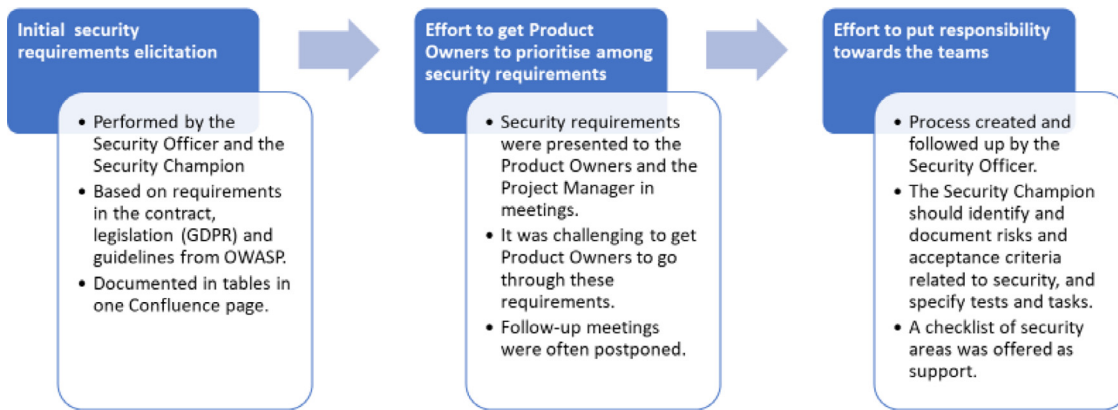 Initial security
requirements elicitation
• Performed by the
Security Officer and the
Security Champion
• Based on requirements
in the contract,
legislation (GDPR) and
guidelines from OWASP.
• Documented in tables in
one Confluence page.
Effort to get Product
Owners to prioritise among
security requirements
• Security requirements
were presented to the
Product Owners and the
Project Manager in
meetings.
• It was challenging to get
Product Owners to go
through these
requirements.
• Follow-up meetings
were often postponed.
Effort to put responsibility
towards the teams
• Process created and
followed up by the
Security Officer.
• The Security Champion
should identify and
document risks and
acceptance criteria
related to security, and
specify tests and tasks.
• A checklist of security
areas was offered as
support.